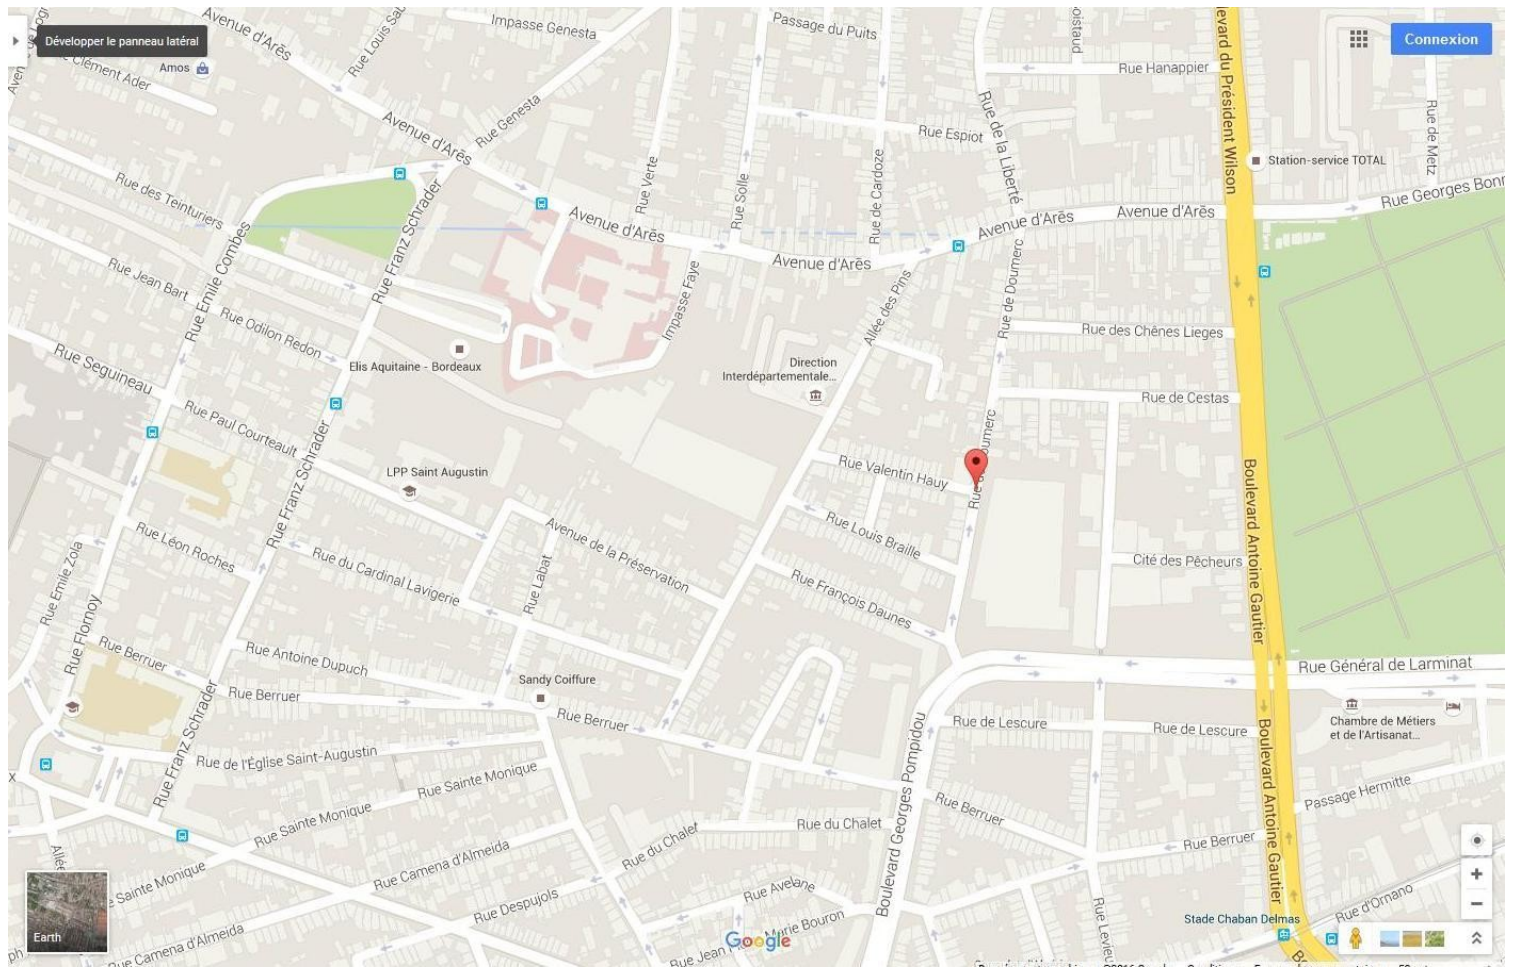 Développer le panneau latéral
Impasse Genesta
Passage du Puits
Connexion
Avenue d'Arès
Rue Clément Ader
Amos
Rue Hanappier
Boulevard du Président Wilson
Rue Genesta
Avenue d'Arès
Rue Espiot
Rue de la Liberté
Rue de Metz
Station-service TOTAL
Rue des Teinturiers
Rue Verte
Rue Solle
Rue de Cardoze
Rue Georges Bonn
Avenue d'Arès
Avenue d'Arès
Avenue d'Arès
Avenue d'Arès
Rue Franz Schrader
Rue Emile Combes
Rue Jean Bart
Rue Odilon Redon
Impasse Faye
Allée des Pins
Rue de Doumerc
Rue des Chênes Lieges
Rue Seguineau
Elis Aquitaine - Bordeaux
Direction
Interdépartementale...
Rue de Cestas
Rue Paul Courteault
Rue Franz Schrader
LPP Saint Augustin
Rue Valentin Hauy
Rue Louis Braille
Avenue de la Préservation
Rue Léon Roches
Rue du Cardinal Lavigerie
Rue Labat
Rue Emile Zola
Rue Flornoy
Rue François Daunes
Cité des Pêcheurs
Boulevard Antoine Gautier
Rue Berruer
Rue Antoine Dupuch
Rue Berruer
Sandy Coiffure
Rue Berruer
Rue Général de Larminat
Rue de Lescure
Rue de Lescure
Chambre de Métiers
et de l'Artisanat...
Rue Franz Schrader
Rue de l'Église Saint-Augustin
Rue Sainte Monique
Boulevard Georges Pompidou
Boulevard Antoine Gautier
Passage Hermitte
Rue Sainte Monique
Rue du Chalet
Rue du Chalet
Rue Berruer
Rue Berruer
Rue Camena d'Almeida
Sainte Monique
Rue Despujols
Rue Avelane
Rue Levieux
Stade Chaban Delmas
Rue d'Ornano
Earth
Rue Camena d'Almeida
Google